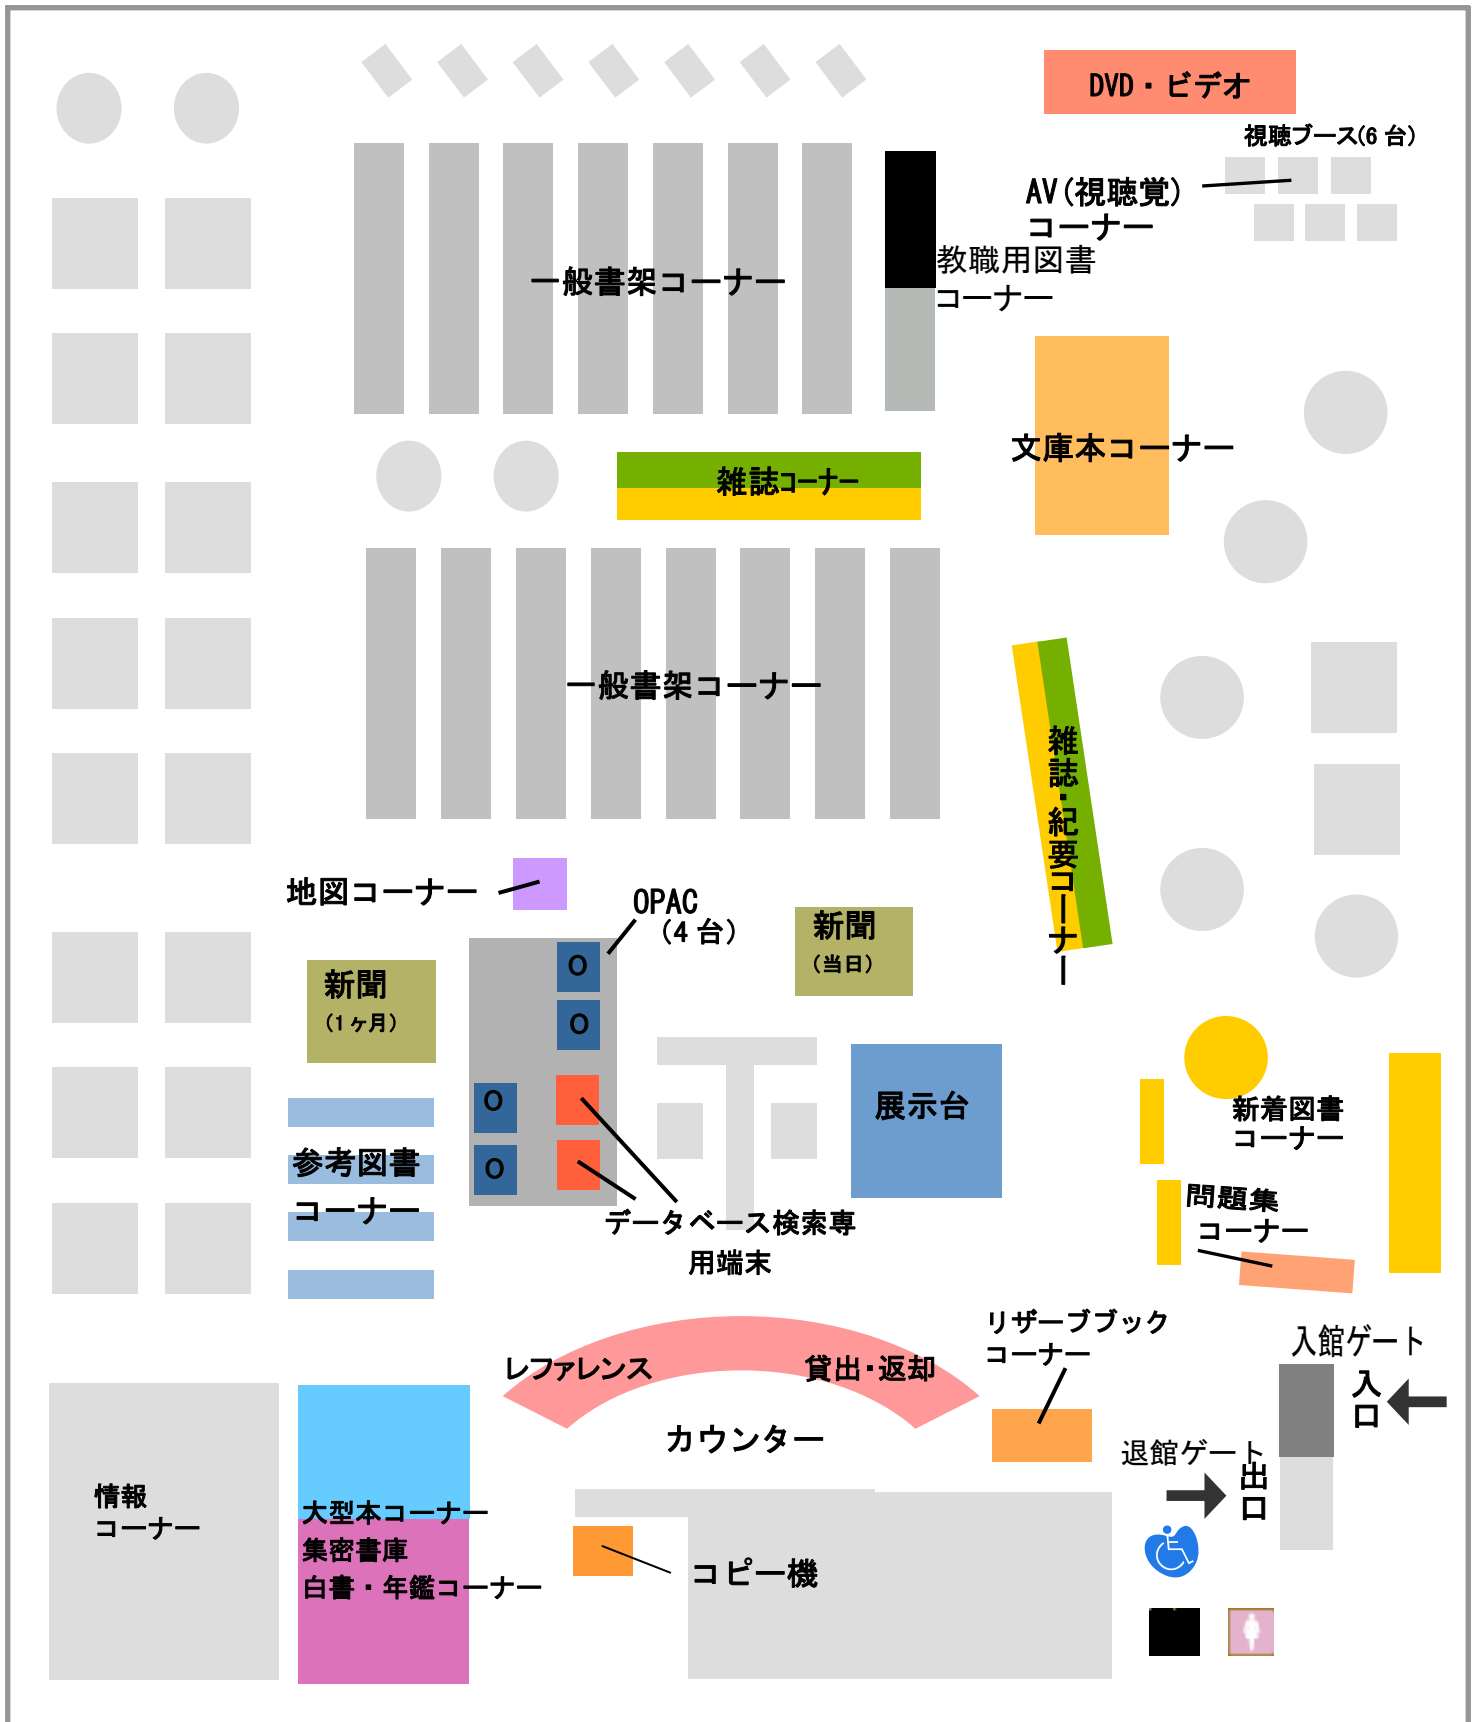 DVD・ビデオ
視聴ブース(6 台)
AV(視聴覚)
コーナー
教職用図書
コーナー
一般書架コーナー
文庫本コーナー
雑誌コーナー
一般書架コーナー
雑誌・紀要コーナー
地図コーナー
OPAC
(4 台)
新聞
(当日)
新聞
(1 ヶ月)
O
O
O
O
展示台
新着図書
コーナー
参考図書
コーナー
問題集
コーナー
データベース検索専
用端末
リザーブブック
コーナー
入館ゲート
入口
レファレンス
貸出・返却
カウンター
退館ゲート
出口
情報
コーナー
大型本コーナー
集密書庫
白書・年鑑コーナー
コピー機